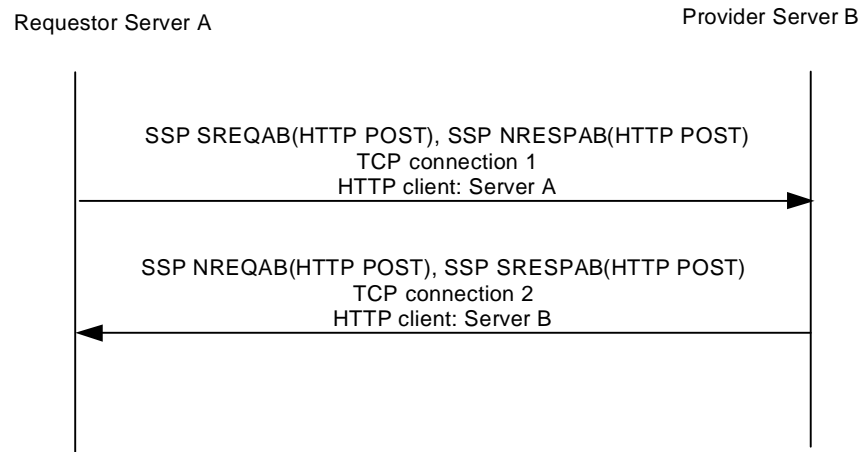 Requestor Server A
Provider Server B
SSP SREQAB(HTTP POST), SSP NRESPAB(HTTP POST)
TCP connection 1
HTTP client: Server A
SSP NREQAB(HTTP POST), SSP SRESPAB(HTTP POST)
TCP connection 2
HTTP client: Server B